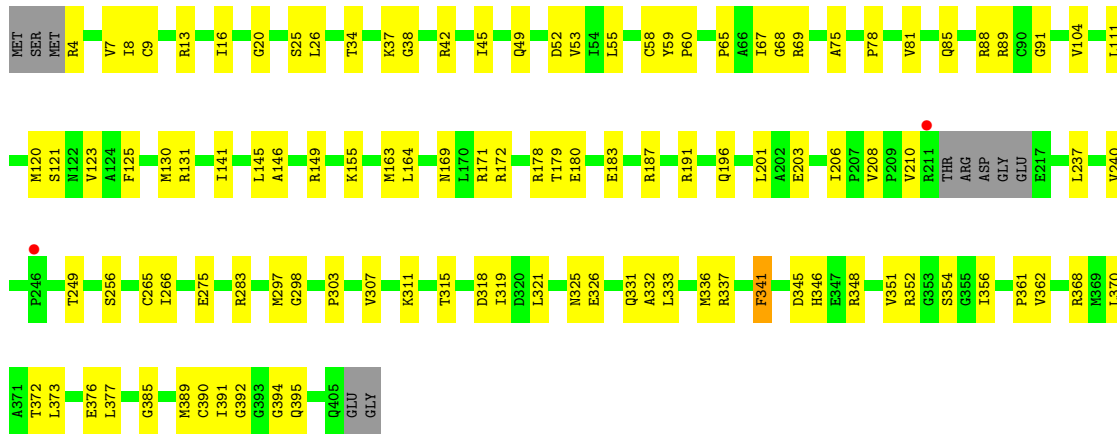 MET SER MET R4 V7 I8 C9 R13 I16 G20 S25 L26 T34 K37 G38 R42 I45 Q49 D52 V53 I54 L55 C58 Y59 P60 P65 A66 I67 G68 R69 A75 P78 V81 Q85 R88 R89 C90 G91 V104 L111
M120 S121 N122 V123 A124 F125 M130 R131 I141 L145 A146 R149 K155 M163 L164 N169 L170 R171 R172 R178 T179 E180 E183 R187 R191 Q196 L201 A202 E203 I206 P207 V208 P209 V210 R211 THR ARG ASP GLY GLU E217 L237 V240
P246 T249 S256 C265 I266 E275 R283 M297 G298 P303 V307 K311 T315 D318 I319 D320 L321 N325 E326 Q331 A332 L333 M336 R337 F341 D345 H346 E347 R348 V351 R352 G353 S354 G355 I356 P361 V362 R368 M369 L370
A371 T372 L373 E376 L377 G385 M389 C390 I391 G392 G393 G394 Q395 Q405 GLU GLY